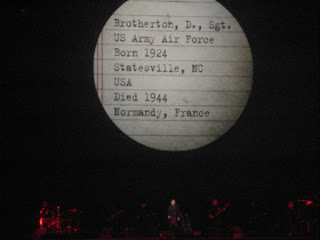 Brotherton, D., Sgt.
US Army Air Force
Born 1924
Statesville, NC
USA
Died 1944
Normandy, France